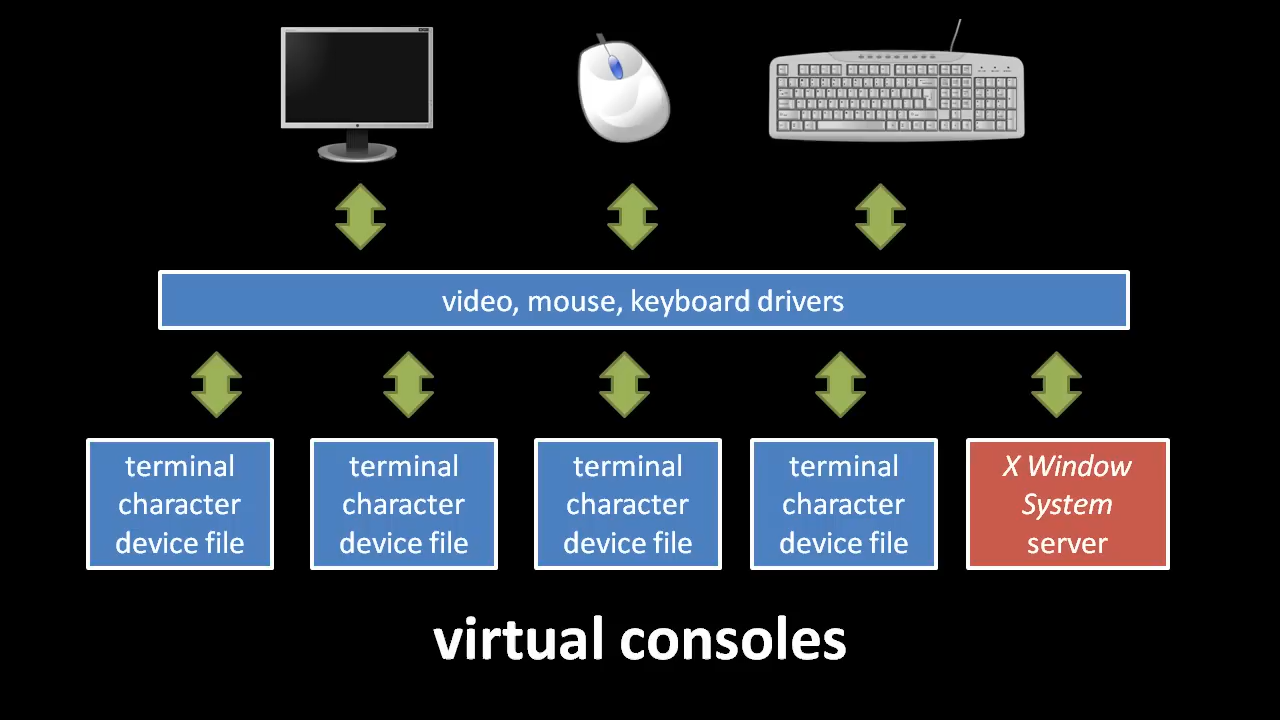 video, mouse, keyboard drivers
terminal
character
device file
terminal
character
device file
terminal
character
device file
terminal
character
device file
X Window
System
server
virtual consoles